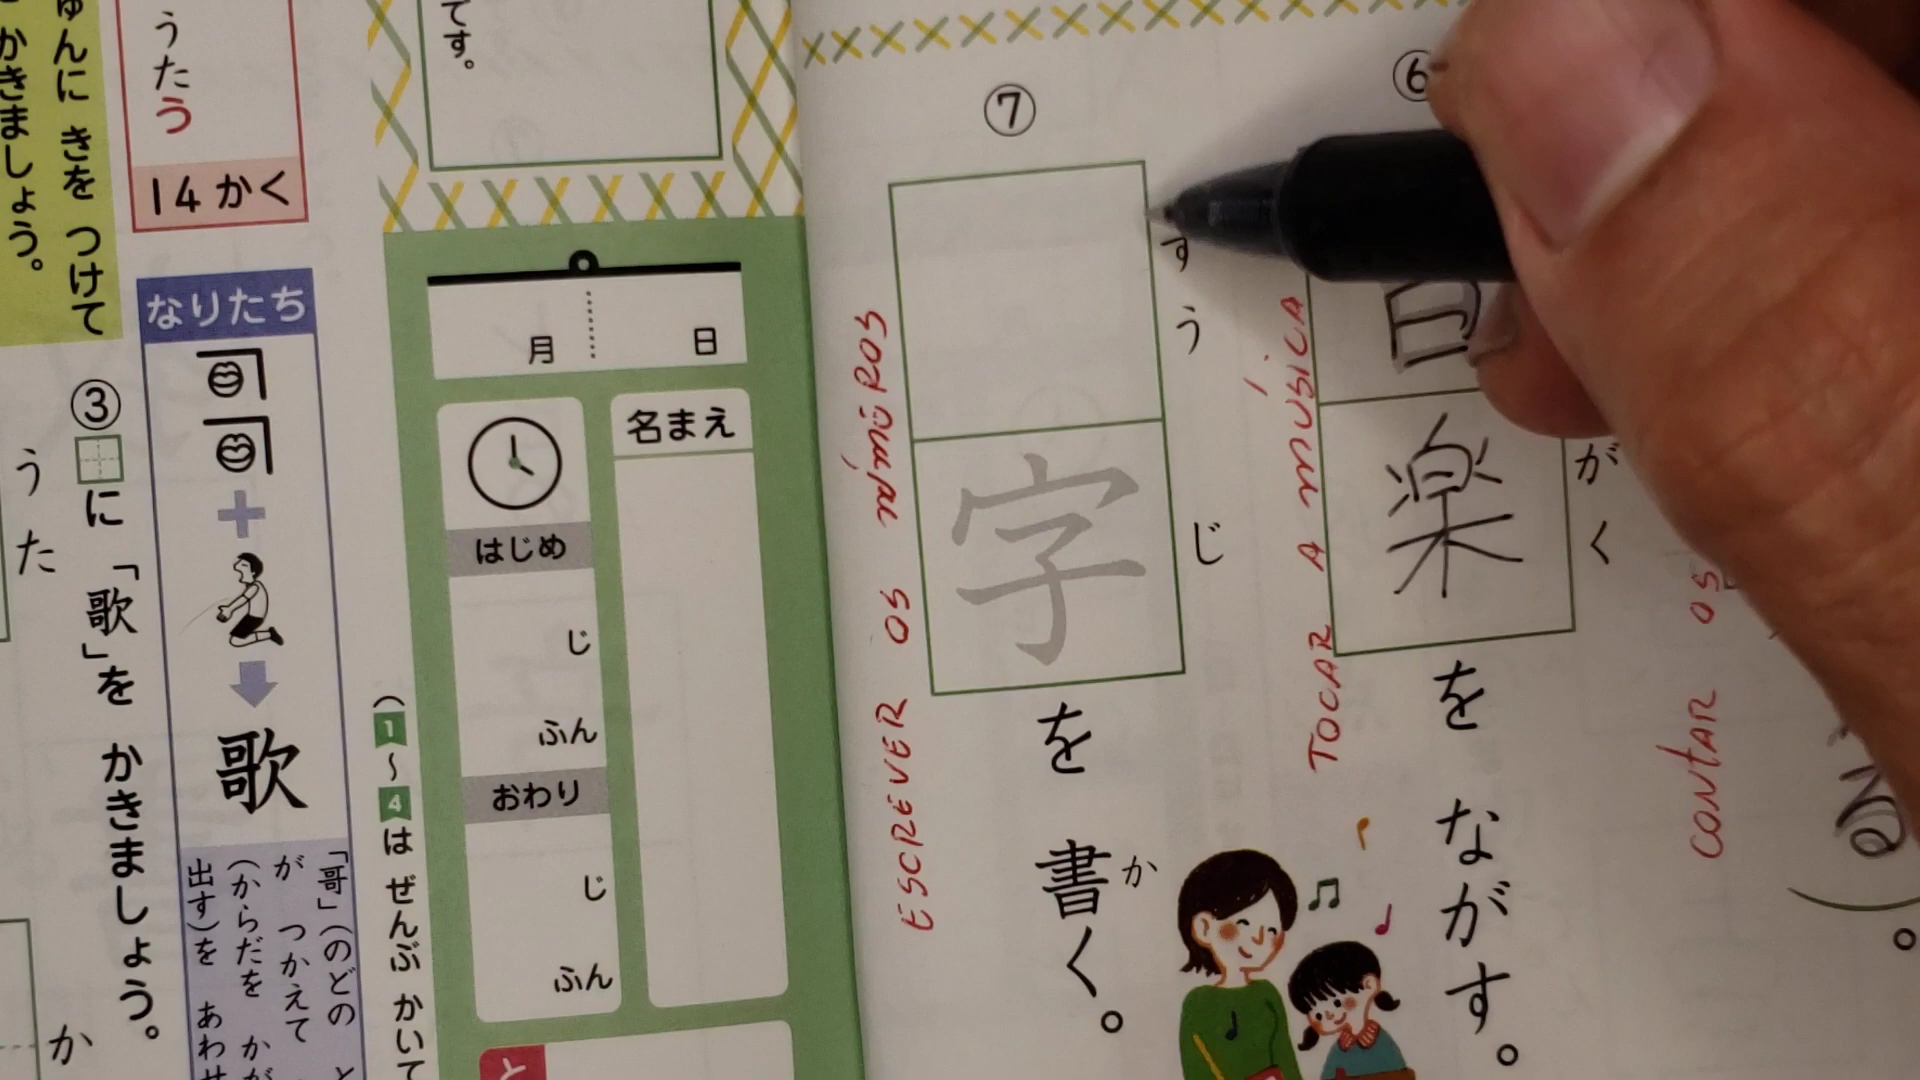 ⑥
音楽をながす。
がく
TOCAR A MÚSICA
⑦
字を書く。
すうじ
か
ESCREVER OS NÚMEROS
CONTAR OS
る
。
てす。
月 日
名まえ
はじめ
じ
ふん
おわり
じ
ふん
と
(1～4は ぜんぶ かいて
うたう
14かく
なりたち
歌
「哥」(のどの
が つかえて
(からだを
出す)を あわせ
きを つけて
かきましょう。
③□に「歌」を かきましょう。
うた
か